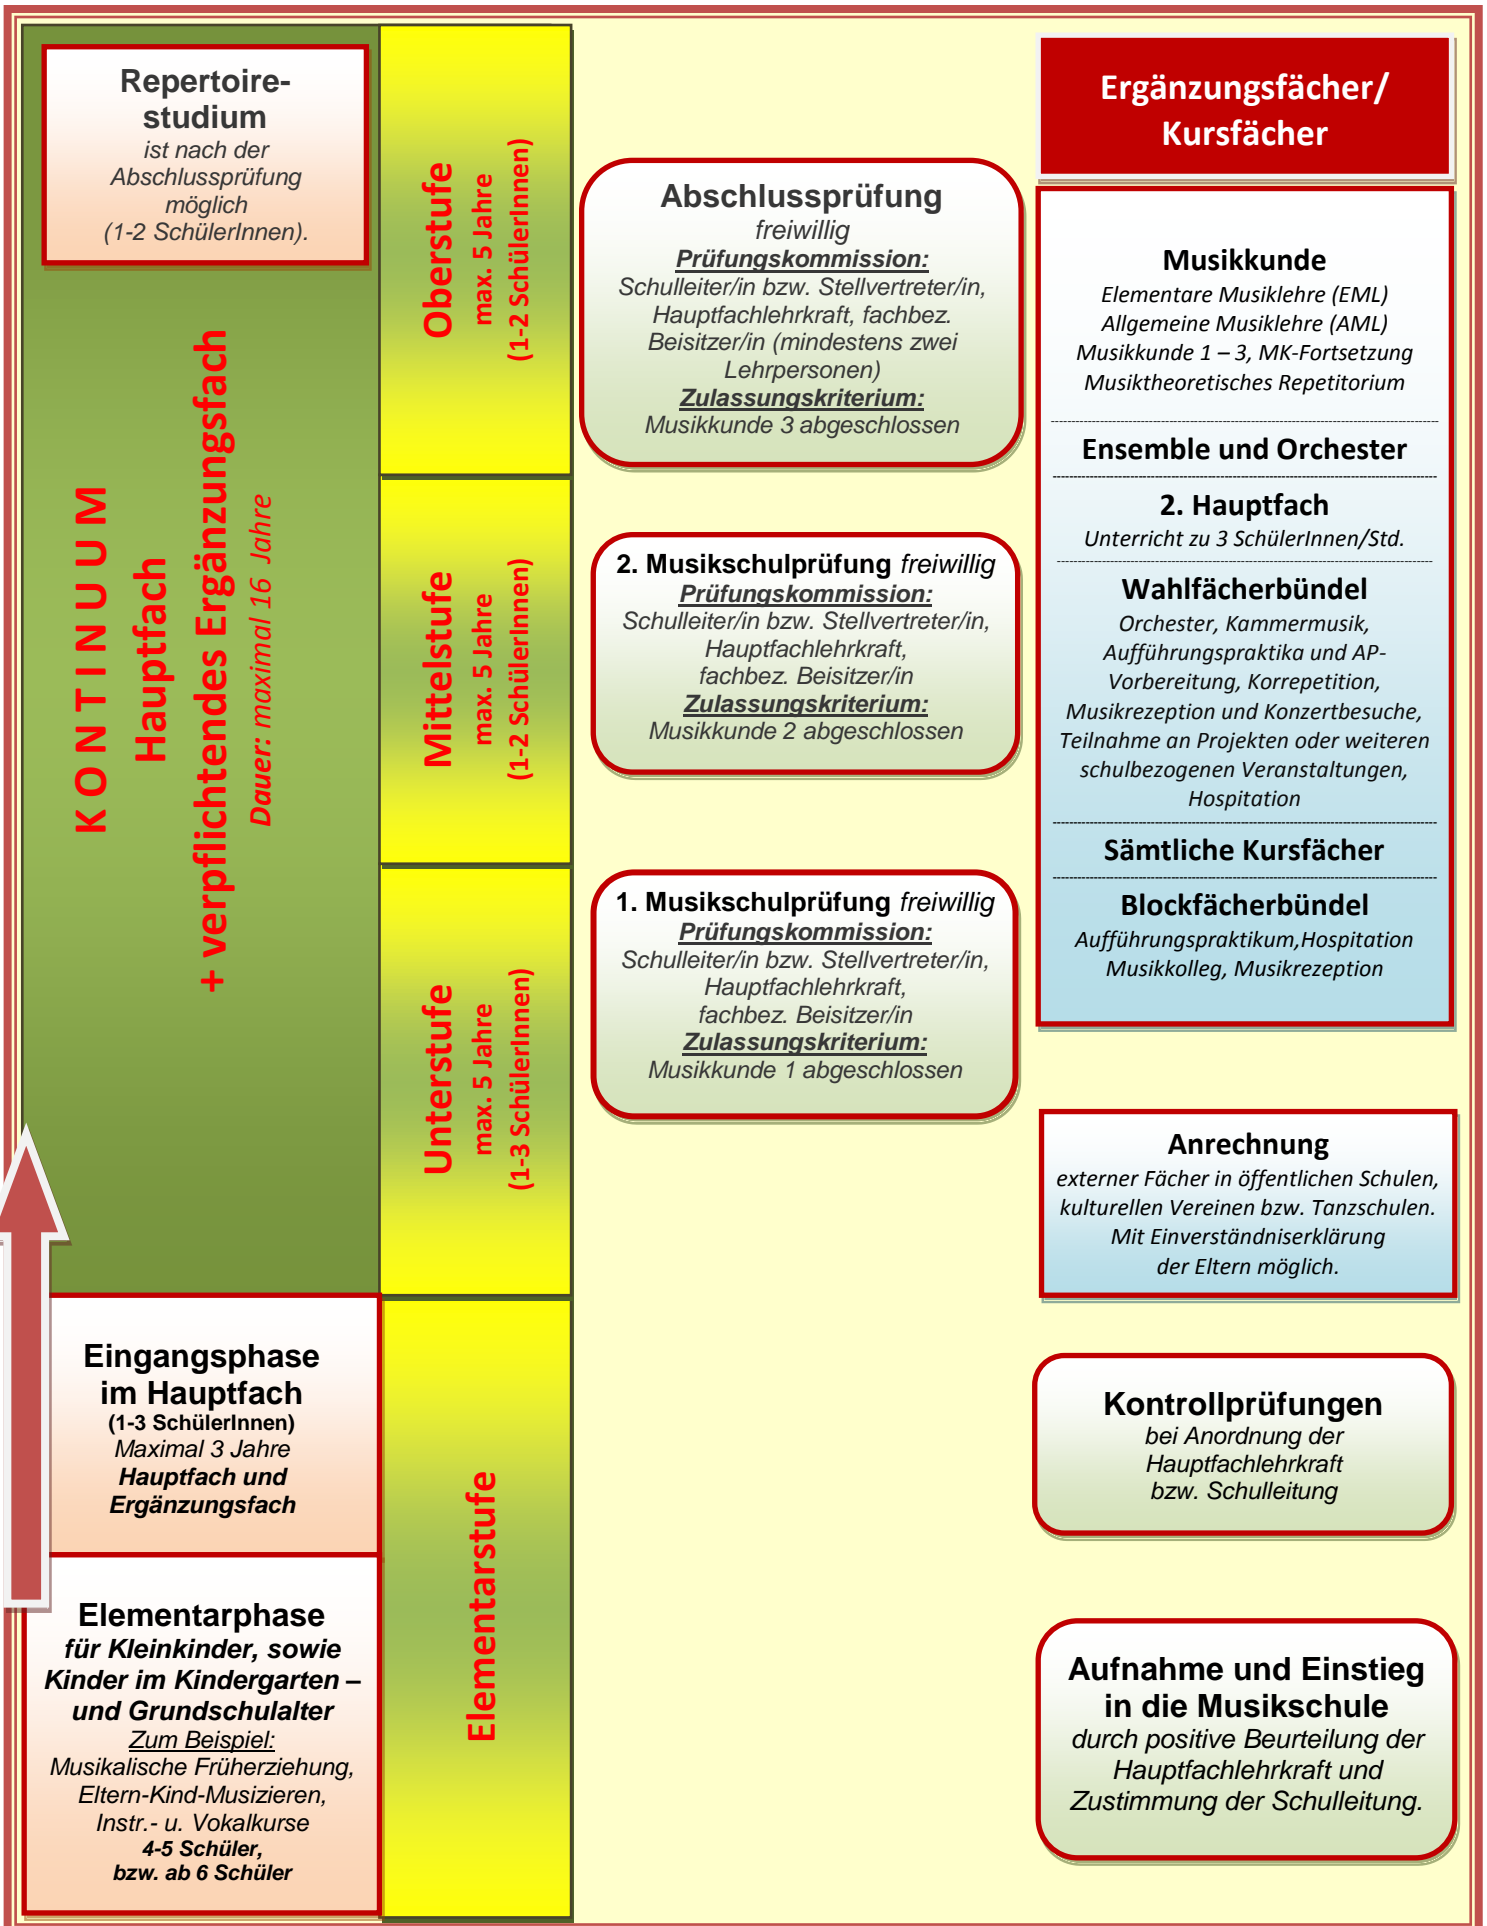 Repertoire-
studium
ist nach der
Abschlussprüfung
möglich
(1-2 SchülerInnen).
K O N T I N U U M
Hauptfach
+ verpflichtendes Ergänzungsfach
Dauer: maximal 16 Jahre
Eingangsphase
im Hauptfach
(1-3 SchülerInnen)
Maximal 3 Jahre
Hauptfach und
Ergänzungsfach
Elementarphase
für Kleinkinder, sowie
Kinder im Kindergarten –
und Grundschulalter
Zum Beispiel:
Musikalische Früherziehung,
Eltern-Kind-Musizieren,
Instr.- u. Vokalkurse
4-5 Schüler,
bzw. ab 6 Schüler
Oberstufe
max. 5 Jahre
(1-2 SchülerInnen)
Mittelstufe
max. 5 Jahre
(1-2 SchülerInnen)
Unterstufe
max. 5 Jahre
(1-3 SchülerInnen)
Elementarstufe
Abschlussprüfung
freiwillig
Prüfungskommission:
Schulleiter/in bzw. Stellvertreter/in,
Hauptfachlehrkraft, fachbez.
Beisitzer/in (mindestens zwei
Lehrpersonen)
Zulassungskriterium:
Musikkunde 3 abgeschlossen
2. Musikschulprüfung freiwillig
Prüfungskommission:
Schulleiter/in bzw. Stellvertreter/in,
Hauptfachlehrkraft,
fachbez. Beisitzer/in
Zulassungskriterium:
Musikkunde 2 abgeschlossen
1. Musikschulprüfung freiwillig
Prüfungskommission:
Schulleiter/in bzw. Stellvertreter/in,
Hauptfachlehrkraft,
fachbez. Beisitzer/in
Zulassungskriterium:
Musikkunde 1 abgeschlossen
Ergänzungsfächer/
Kursfächer
Musikkunde
Elementare Musiklehre (EML)
Allgemeine Musiklehre (AML)
Musikkunde 1 – 3, MK-Fortsetzung
Musiktheoretisches Repetitorium
Ensemble und Orchester
2. Hauptfach
Unterricht zu 3 SchülerInnen/Std.
Wahlfächerbündel
Orchester, Kammermusik,
Aufführungspraktika und AP-
Vorbereitung, Korrepetition,
Musikrezeption und Konzertbesuche,
Teilnahme an Projekten oder weiteren
schulbezogenen Veranstaltungen,
Hospitation
Sämtliche Kursfächer
Blockfächerbündel
Aufführungspraktikum,Hospitation
Musikkolleg, Musikrezeption
Anrechnung
externer Fächer in öffentlichen Schulen,
kulturellen Vereinen bzw. Tanzschulen.
Mit Einverständniserklärung
der Eltern möglich.
Kontrollprüfungen
bei Anordnung der
Hauptfachlehrkraft
bzw. Schulleitung
Aufnahme und Einstieg
in die Musikschule
durch positive Beurteilung der
Hauptfachlehrkraft und
Zustimmung der Schulleitung.